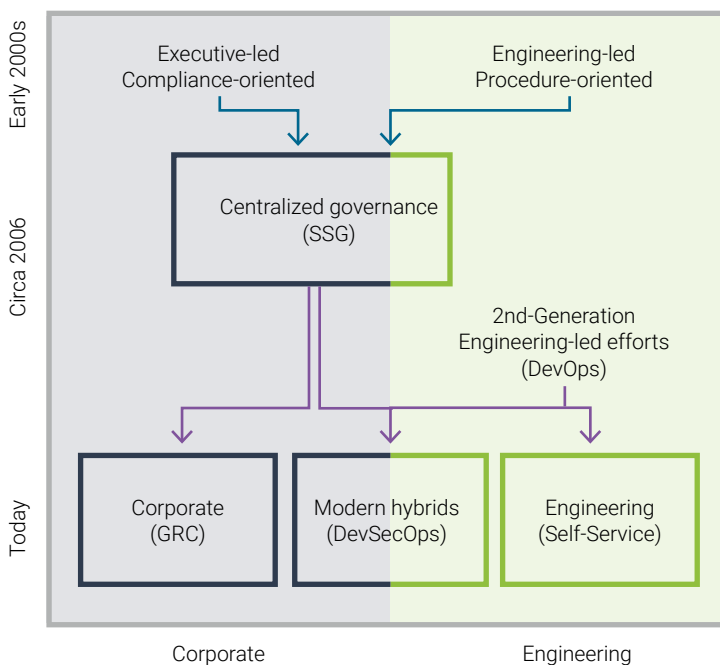 Early 2000s
Executive-led
Compliance-oriented
Engineering-led
Procedure-oriented
Circa 2006
Centralized governance
(SSG)
2nd-Generation
Engineering-led efforts
(DevOps)
Today
Corporate
(GRC)
Modern hybrids
(DevSecOps)
Engineering
(Self-Service)
Corporate
Engineering